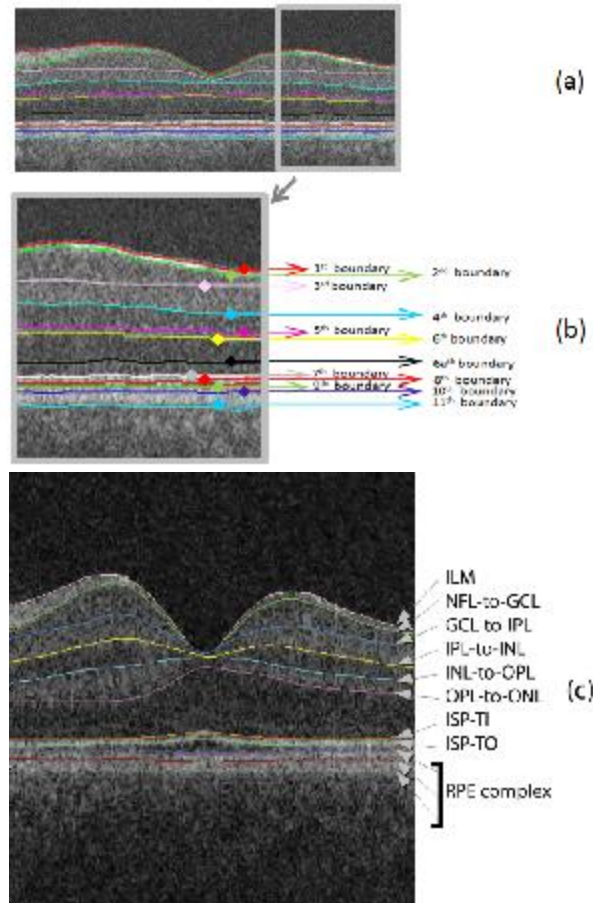 (a)
1st boundary
2nd boundary
3rd boundary
4th boundary
5th boundary
6th boundary
(b)
6ath boundary
7th boundary
8th boundary
9th boundary
10th boundary
11th boundary
ILM
NFL-to-GCL
GCL to IPL
IPL-to-INL
INL-to-OPL
(c)
OPL-to-ONL
ISP-TI
ISP-TO
RPE complex